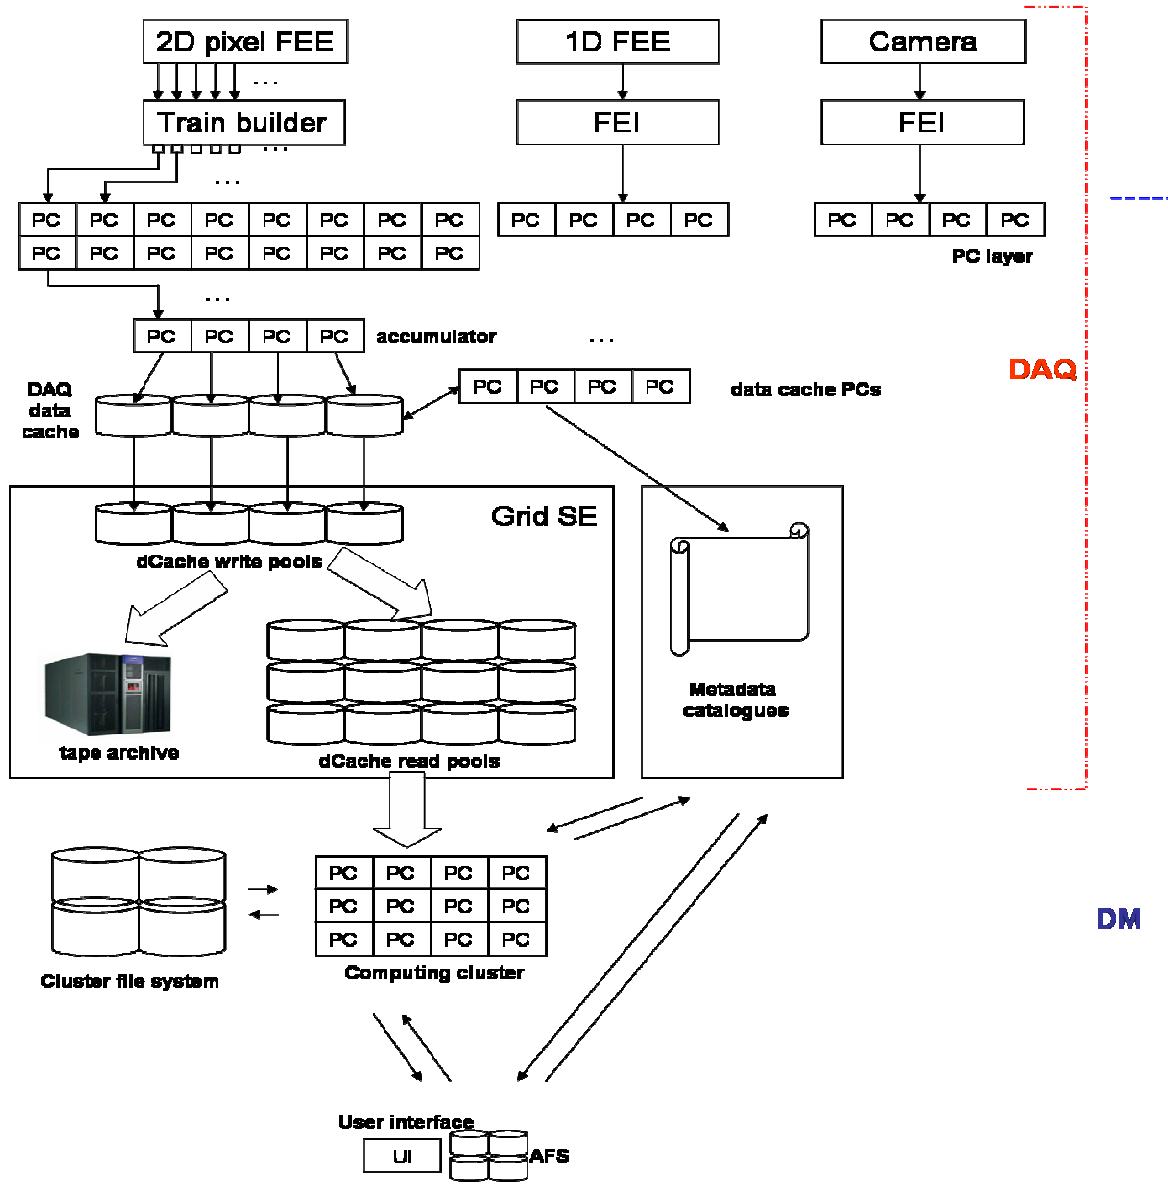 2D pixel FEE
1D FEE
Camera
...
Train builder
FEI
FEI
...
...
PC PC PC PC PC PC PC PC
PC PC PC PC
PC PC PC PC
PC PC PC PC PC PC PC PC
PC layer
...
PC PC PC PC
accumulator
...
DAQ
DAQ
data
cache
PC PC PC PC
data cache PCs
Grid SE
dCache write pools
Metadata
catalogues
tape archive
dCache read pools
PC PC PC PC
PC PC PC PC
PC PC PC PC
DM
Computing cluster
Cluster file system
User interface
UI
AFS